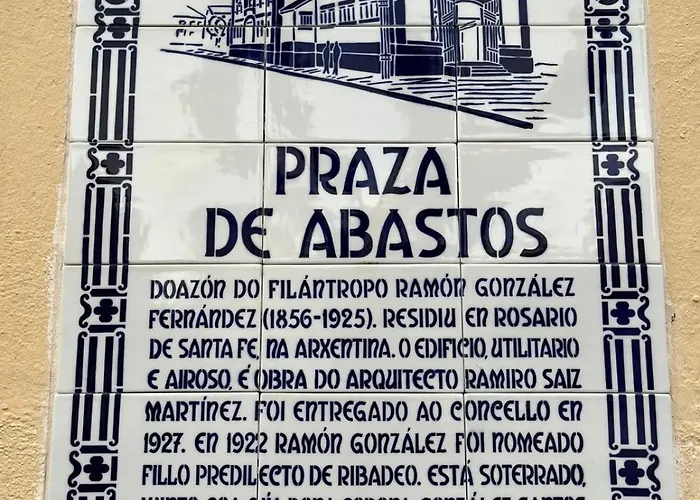 PRAZA
DE ABASTOS
DOAZÓN DO FILÁNTROPO RAMÓN GONZÁLEZ
FERNÁNDEZ (1856-1925). RESIDIU EN ROSARIO
DE SANTA FE, NA ARXENTINA. O EDIFICIO, UTILITARIO
E AIROSO, É OBRA DO ARQUITECTO RAMIRO SAIZ
MARTÍNEZ. FOI ENTREGADO AO CONCELLO EN
1927. EN 1922 RAMÓN GONZÁLEZ FOI NOMEADO
FILLO PREDILECTO DE RIBADEO. ESTÁ SOTERRADO,